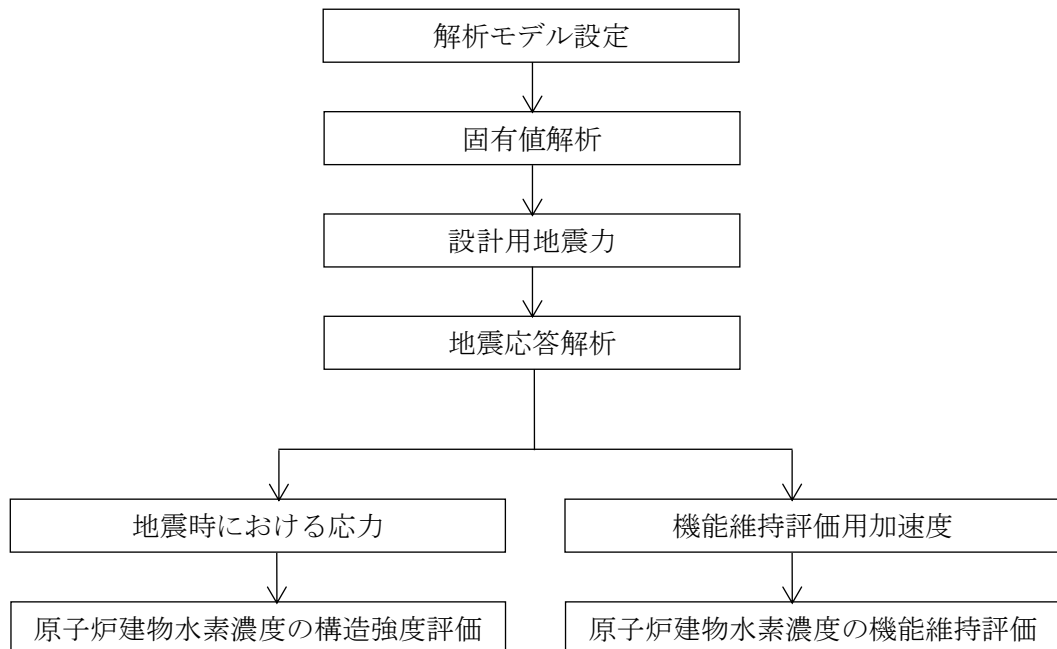 解析モデル設定
固有値解析
設計用地震力
地震応答解析
地震時における応力
機能維持評価用加速度
原子炉建物水素濃度の構造強度評価
原子炉建物水素濃度の機能維持評価